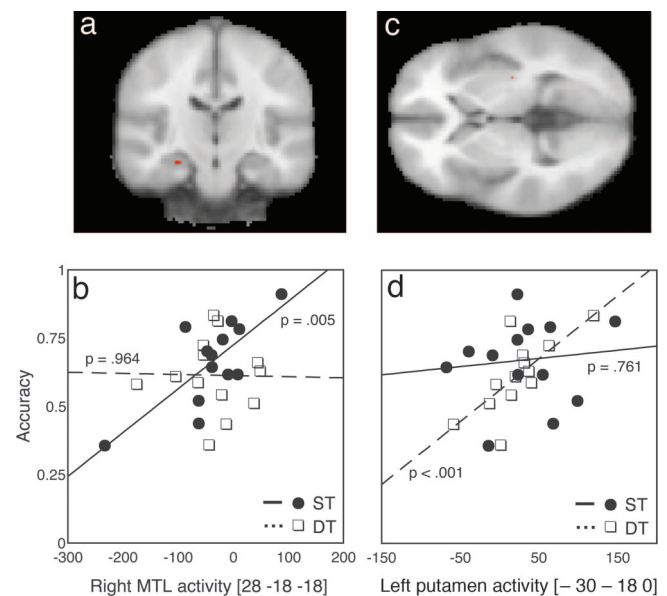 a
c
b
d
1
0.75
0.5
0.25
0
Accuracy
p = .005
p = .964
ST
DT
-300 -200 -100 0 100 200
Right MTL activity [28 -18 -18]
p = .761
p < .001
ST
DT
-150 -50 50 150
Left putamen activity [– 30 – 18 0]